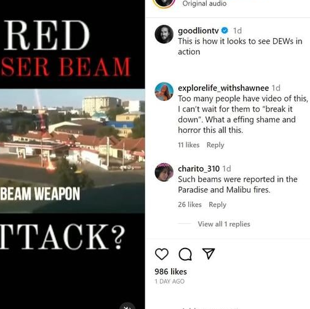 RED
SER BEAM
BEAM WEAPON
TTACK?
Original audio
goodliontv 1d
This is how it looks to see DEWs in
action
explorelife_withshawnee 1d
Too many people have video of this,
I can't wait for them to "break it
down". What a effing shame and
horror this all this.
11 likes Reply
charito_310 1d
Such beams were reported in the
Paradise and Malibu fires.
26 likes Reply
View all 1 replies
986 likes
1 DAY AGO